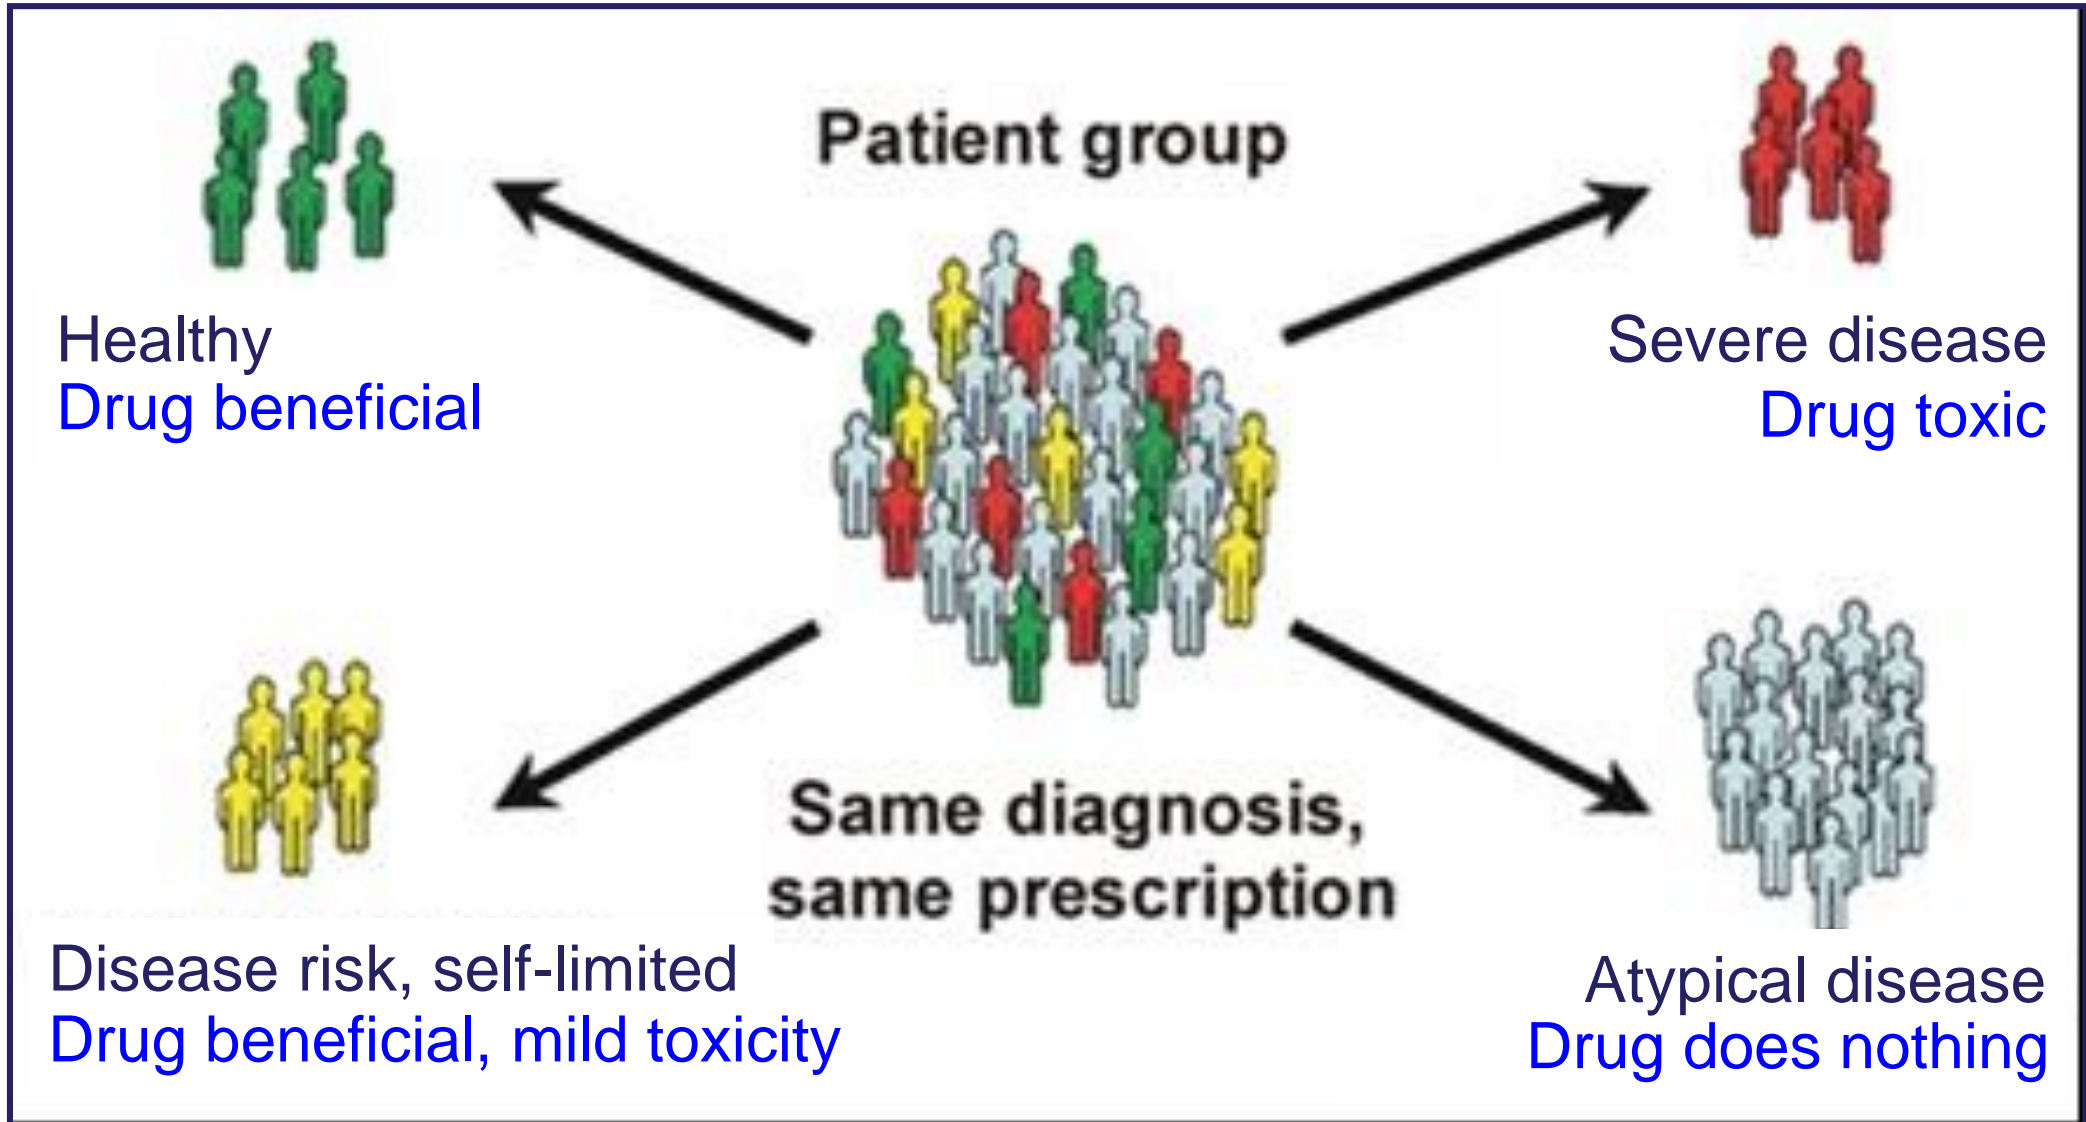 Patient group
Healthy
Drug beneficial
Severe disease
Drug toxic
Same diagnosis,
same prescription
Disease risk, self-limited
Drug beneficial, mild toxicity
Atypical disease
Drug does nothing